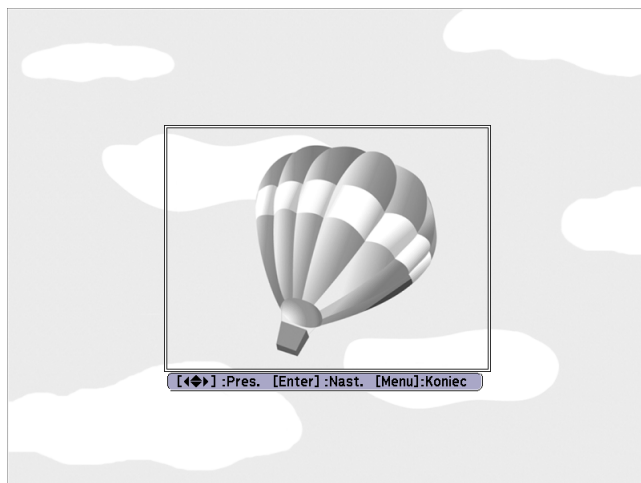 [◀◆▶] :Pres. [Enter] :Nast. [Menu]:Koniec